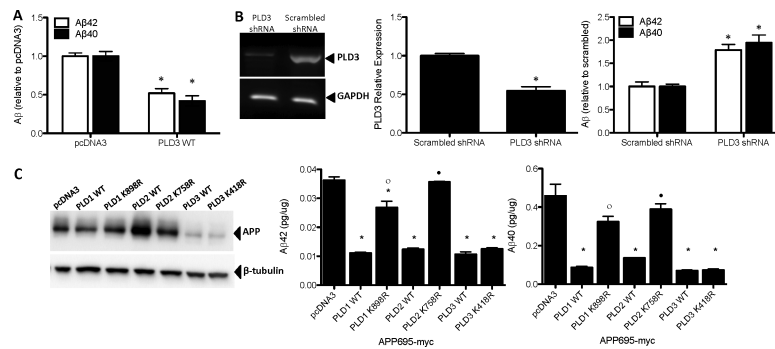 A
Aβ (relative to pcDNA3)
1.5
1.0
0.5
0.0
Aβ42
Aβ40
*
*
pcDNA3
PLD3 WT
B
PLD3 shRNA
Scrambled shRNA
PLD3
GAPDH
PLD3 Relative Expression
1.5
1.0
0.5
0.0
*
Scrambled shRNA
PLD3 shRNA
Aβ (relative to scrambled)
2.5
2.0
1.5
1.0
0.5
0.0
Aβ42
Aβ40
*
*
Scrambled shRNA
PLD3 shRNA
C
pcDNA3
PLD1 WT
PLD1 K898R
PLD2 WT
PLD2 K758R
PLD3 WT
PLD3 K418R
APP
β-tubulin
Aβ42 (pg/ug)
0.04
0.03
0.02
0.01
0.00
*
○
*
*
●
*
*
pcDNA3
PLD1 WT
PLD1 K898R
PLD2 WT
PLD2 K758R
PLD3 WT
PLD3 K418R
APP695-myc
Aβ40 (pg/ug)
0.6
0.4
0.2
0.0
*
○
*
●
*
*
pcDNA3
PLD1 WT
PLD1 K898R
PLD2 WT
PLD2 K758R
PLD3 WT
PLD3 K418R
APP695-myc